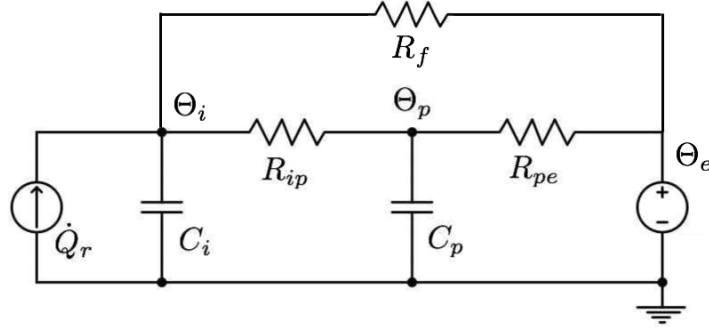 R_f
Θ_i
Θ_p
R_ip
R_pe
Θ_e
Q̇_r
C_i
C_p
+
-